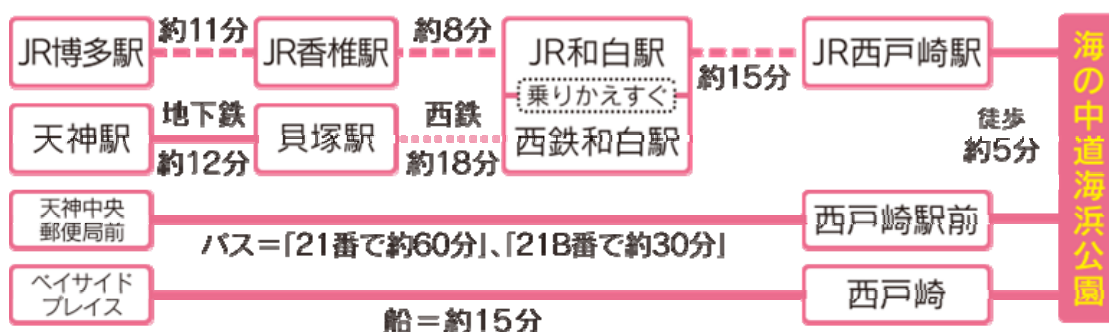 JR博多駅 約11分 JR香椎駅 約8分 JR和白駅 約15分 JR西戸崎駅
乗りかえすぐ
天神駅 地下鉄 約12分 貝塚駅 西鉄 約18分 西鉄和白駅
徒歩
約5分
天神中央
郵便局前
バス=「21番で約60分」、「21B番で約30分」
西戸崎駅前
ベイサイド
プレイス
船=約15分
西戸崎
海の中道海浜公園